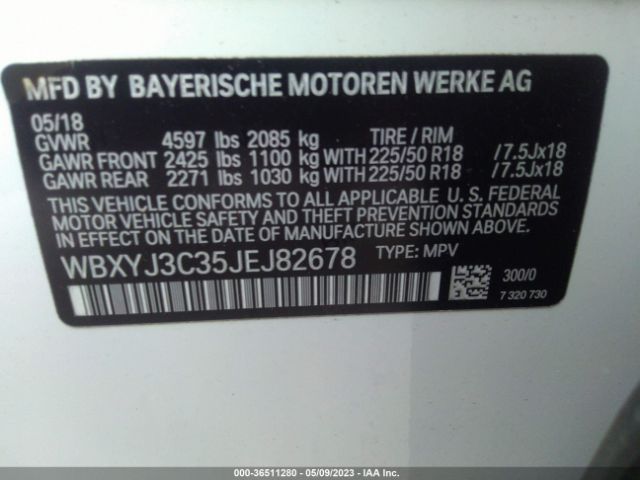 MFD BY BAYERISCHE MOTOREN WERKE AG
05/18
GVWR 4597 lbs 2085 kg TIRE / RIM
GAWR FRONT 2425 lbs 1100 kg WITH 225/50 R18 /7.5Jx18
GAWR REAR 2271 lbs 1030 kg WITH 225/50 R18 /7.5Jx18
THIS VEHICLE CONFORMS TO ALL APPLICABLE U. S. FEDERAL
MOTOR VEHICLE SAFETY AND THEFT PREVENTION STANDARDS
IN EFFECT ON THE DATE OF MANUFACTURE SHOWN ABOVE.
WBXYJ3C35JEJ82678 TYPE: MPV
300/0
7 320 730
000-36511280 - 05/09/2023 - IAA Inc.